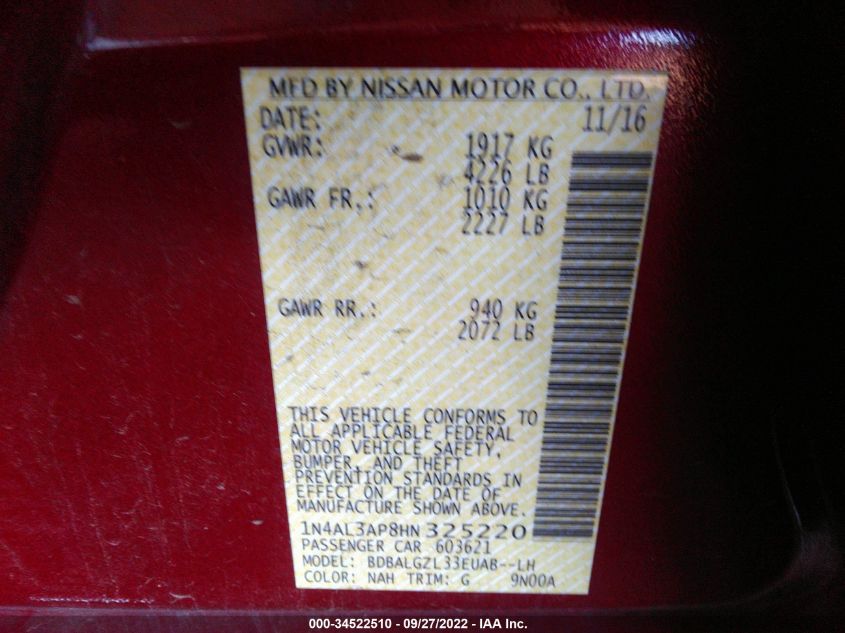 MFD BY NISSAN MOTOR CO., LTD.
DATE: 11/16
GVWR: 1917 KG
4226 LB
GAWR FR.: 1010 KG
2227 LB
GAWR RR.: 940 KG
2072 LB
THIS VEHICLE CONFORMS TO
ALL APPLICABLE FEDERAL
MOTOR VEHICLE SAFETY,
BUMPER, AND THEFT
PREVENTION STANDARDS IN
EFFECT ON THE DATE OF
MANUFACTURE SHOWN ABOVE.
1N4AL3AP8HN 325220
PASSENGER CAR 603621
MODEL: BDBALGZL33EUAB--LH
COLOR: NAH TRIM: G 9N00A
000-34522510 - 09/27/2022 - IAA Inc.